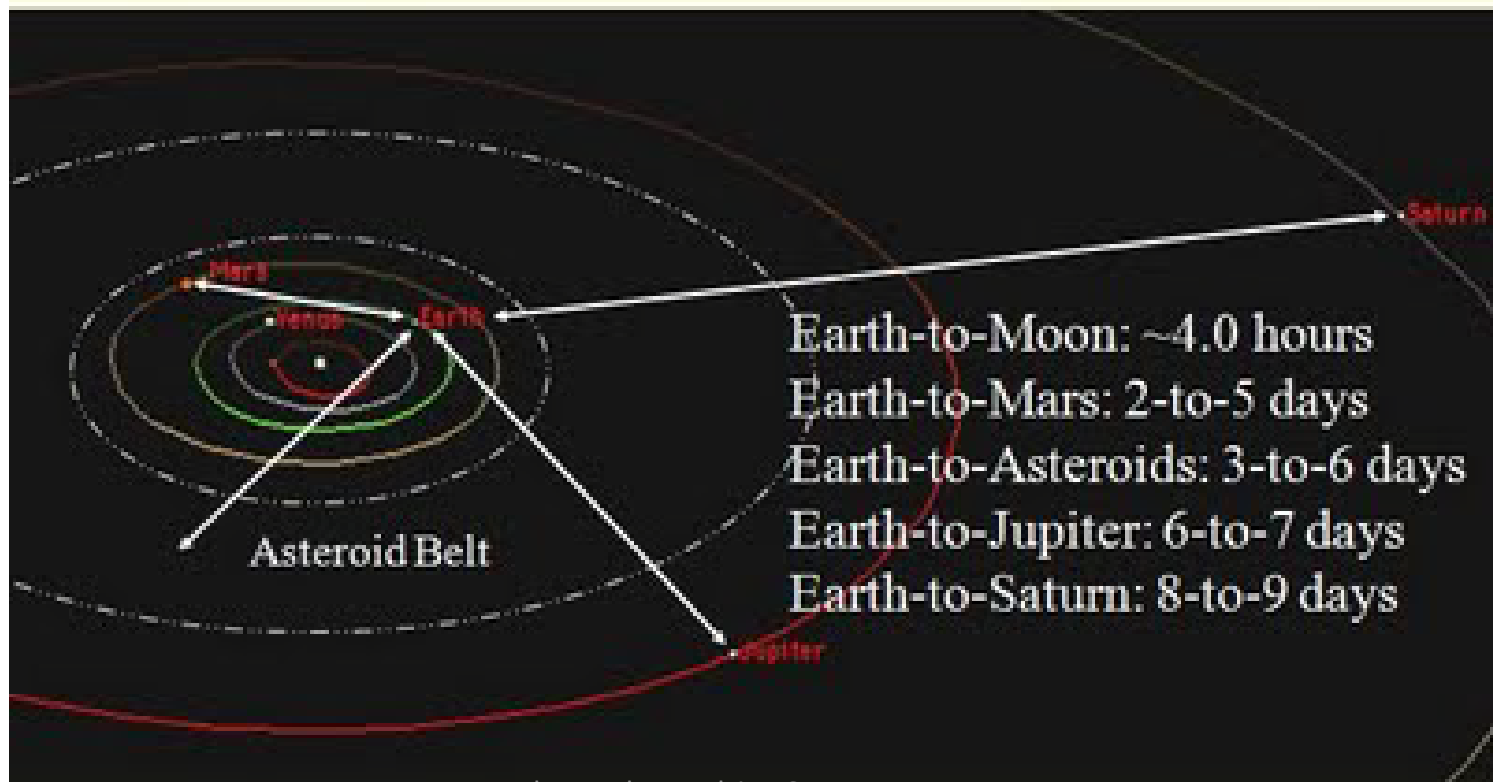 Mars
Venus
Earth
Saturn
Earth-to-Moon: ~4.0 hours
Earth-to-Mars: 2-to-5 days
Earth-to-Asteroids: 3-to-6 days
Earth-to-Jupiter: 6-to-7 days
Earth-to-Saturn: 8-to-9 days
Asteroid Belt
Jupiter